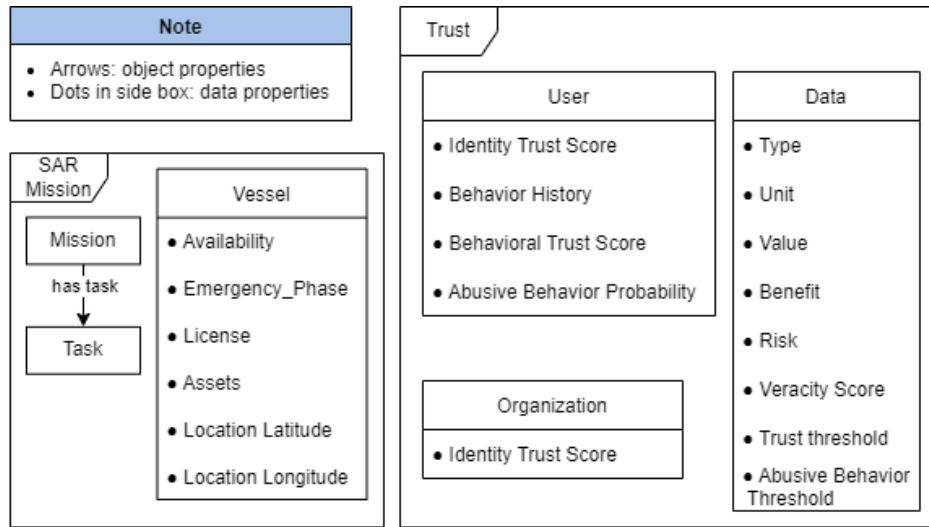 Note
• Arrows: object properties
• Dots in side box: data properties
SAR
Mission
Mission
has task
Task
Vessel
• Availability
• Emergency_Phase
• License
• Assets
• Location Latitude
• Location Longitude
Trust
User
• Identity Trust Score
• Behavior History
• Behavioral Trust Score
• Abusive Behavior Probability
Organization
• Identity Trust Score
Data
• Type
• Unit
• Value
• Benefit
• Risk
• Veracity Score
• Trust threshold
• Abusive Behavior
Threshold